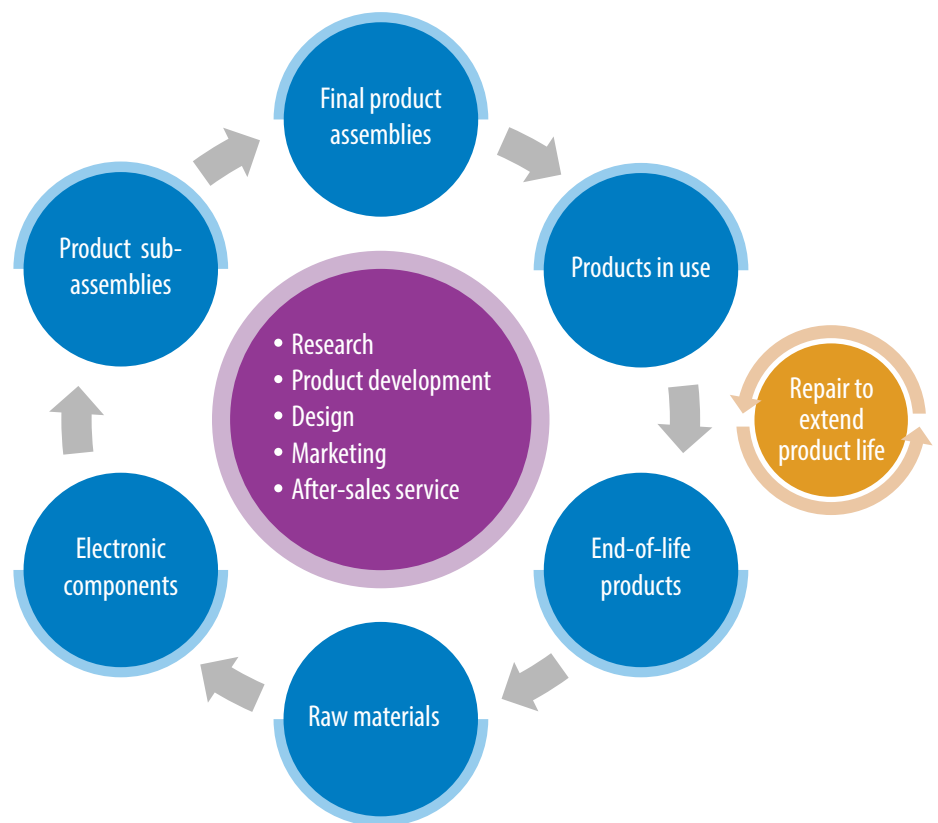 Final product
assemblies
Products in use
Repair to
extend
product life
End-of-life
products
Raw materials
Electronic
components
Product sub-
assemblies
• Research
• Product development
• Design
• Marketing
• After-sales service